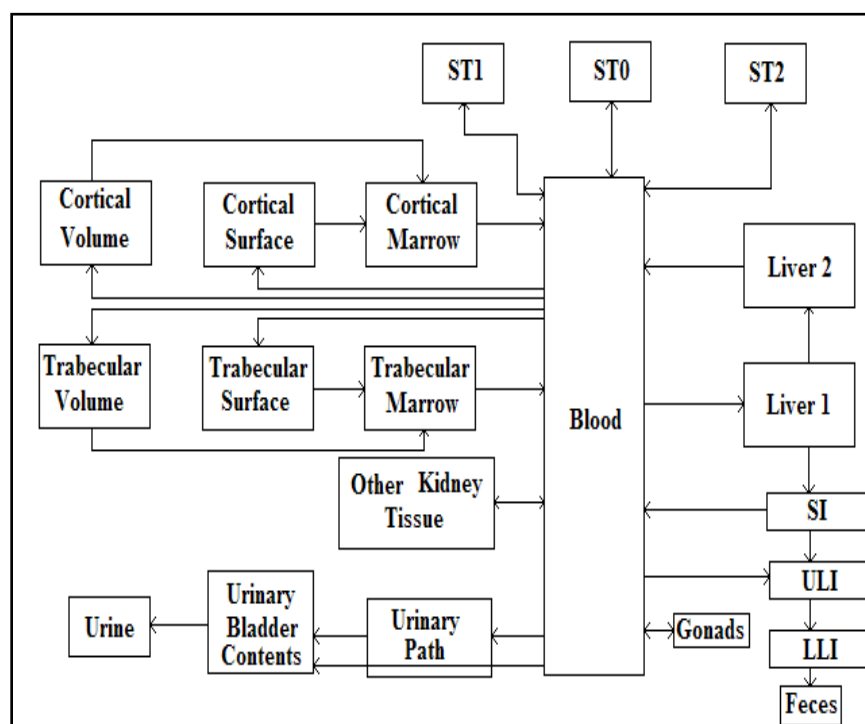 ST1
ST0
ST2
Cortical
Volume
Cortical
Surface
Cortical
Marrow
Liver 2
Trabecular
Volume
Trabecular
Surface
Trabecular
Marrow
Blood
Liver 1
Other Kidney
Tissue
SI
ULI
Urine
Urinary
Bladder
Contents
Urinary
Path
Gonads
LLI
Feces